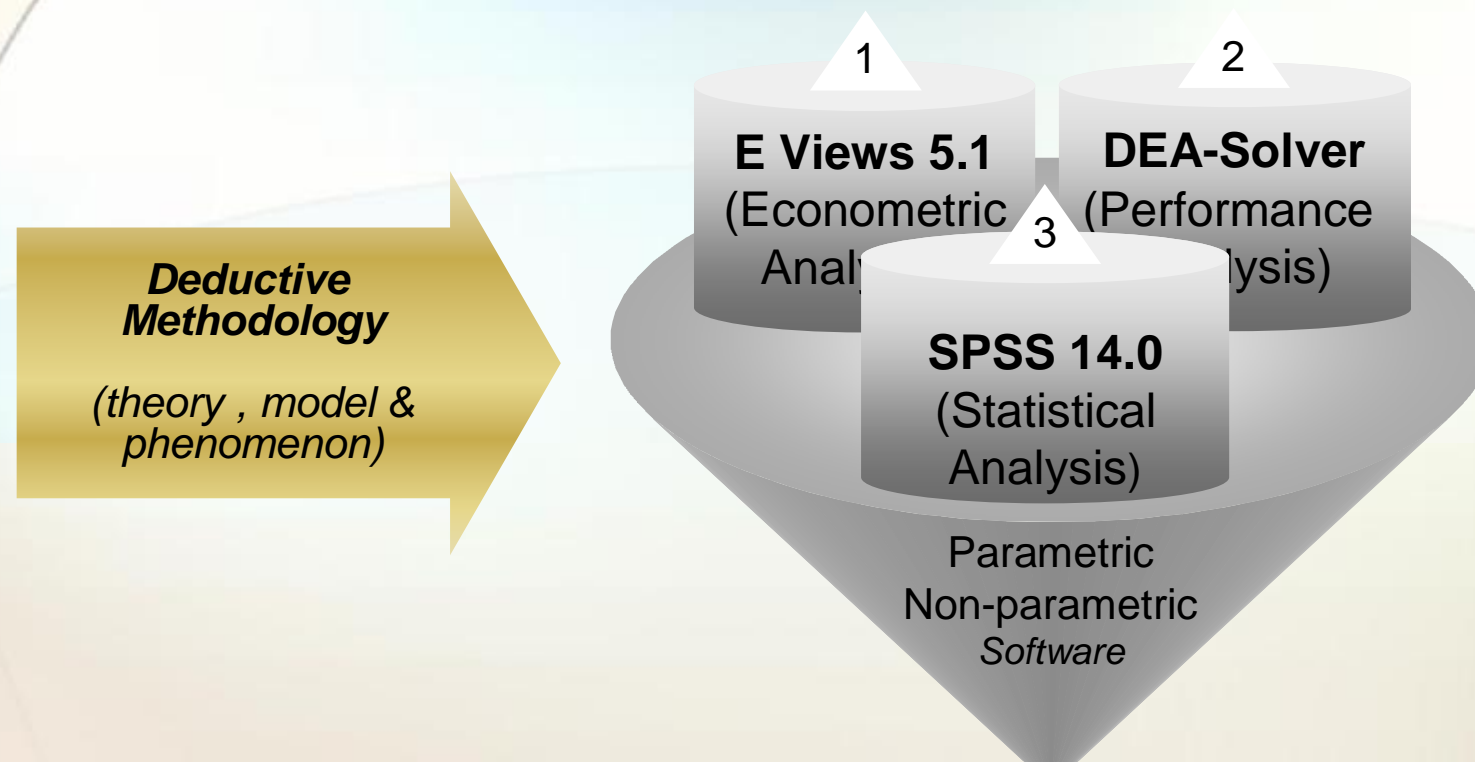 Deductive
Methodology
(theory , model &
phenomenon)
1
E Views 5.1
(Econometric
2
DEA-Solver
(Performance
3
SPSS 14.0
(Statistical
Analysis)
Parametric
Non-parametric
Software